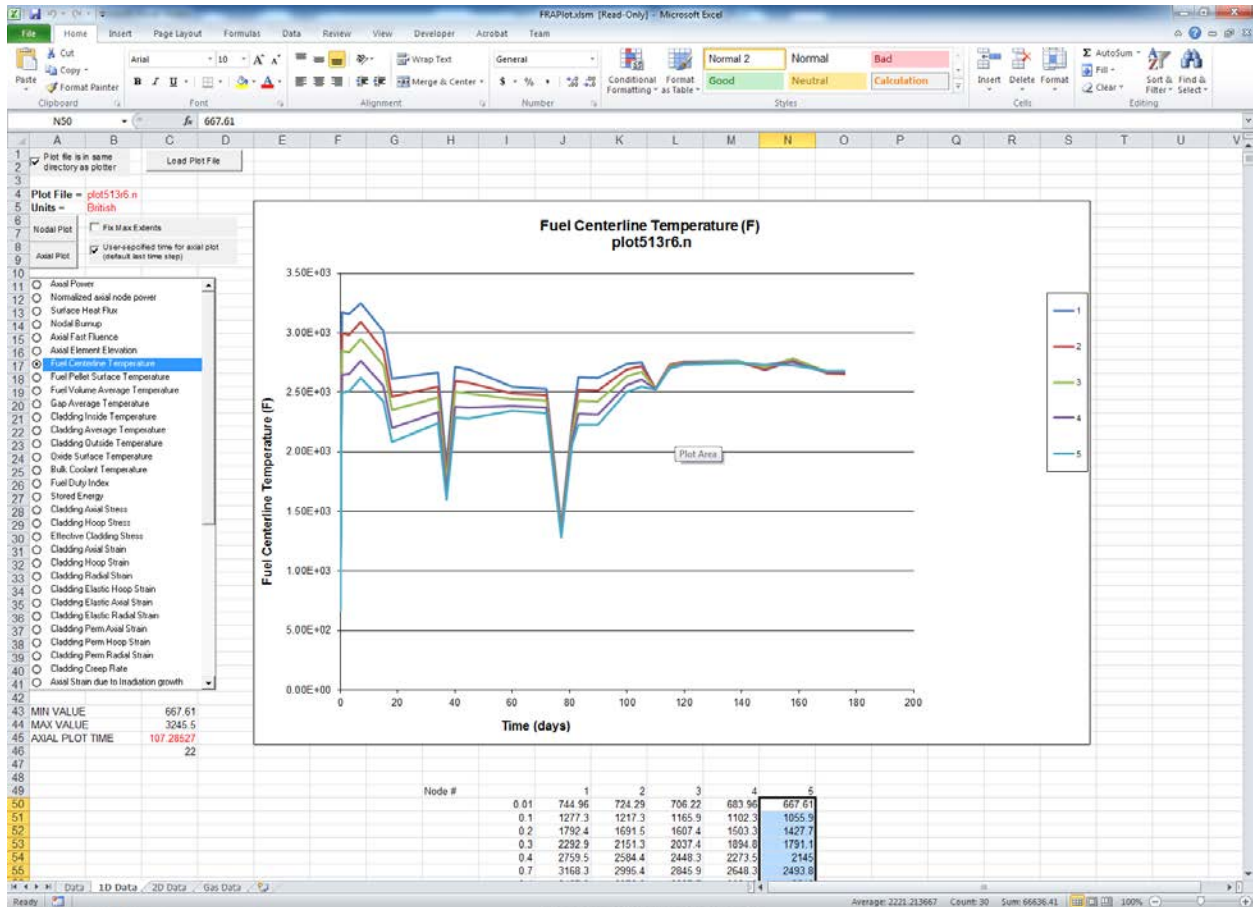 FRAPlot.xlsm [Read-Only] - Microsoft Excel
File Home Insert Page Layout Formulas Data Review View Developer Acrobat Team
Paste
Cut
Copy
Format Painter
Clipboard
Arial 10
B I U
Font
Wrap Text
Merge & Center
Alignment
General
$ % ,
Number
Conditional Formatting
Format as Table
Normal 2 Normal Bad
Good Neutral Calculation
Styles
Insert Delete Format
Cells
AutoSum
Fill
Clear
Sort & Filter
Find & Select
Editing
N50 fx 667.61
A B C D E F G H I J K L M N O P Q R S T U V
Plot file is in same directory as plotter
Load Plot File
Plot File = plot513r6.n
Units = British
Nodal Plot
Fix Max Extents
Axial Plot
User-sepcified time for axial plot
(default last time step)
Axial Power
Normalized axial node power
Surface Heat Flux
Nodal Burnup
Axial Fast Fluence
Axial Element Elevation
Fuel Centerline Temperature
Fuel Pellet Surface Temperature
Fuel Volume Average Temperature
Gap Average Temperature
Cladding Inside Temperature
Cladding Average Temperature
Cladding Outside Temperature
Oxide Surface Temperature
Bulk Coolant Temperature
Fuel Duty Index
Stored Energy
Cladding Axial Stress
Cladding Hoop Stress
Effective Cladding Stress
Cladding Axial Strain
Cladding Hoop Strain
Cladding Radial Strain
Cladding Elastic Hoop Strain
Cladding Elastic Axial Strain
Cladding Elastic Radial Strain
Cladding Perm Axial Strain
Cladding Perm Hoop Strain
Cladding Perm Radial Strain
Cladding Creep Rate
Axial Strain due to Irradiation growth
MIN VALUE 667.61
MAX VALUE 3245.5
AXIAL PLOT TIME 107.28527
22
Fuel Centerline Temperature (F)
plot513r6.n
Fuel Centerline Temperature (F)
3.50E+03
3.00E+03
2.50E+03
2.00E+03
1.50E+03
1.00E+03
5.00E+02
0.00E+00
0 20 40 60 80 100 120 140 160 180 200
Time (days)
Plot Area
1
2
3
4
5
Node # 1 2 3 4 5
0.01 744.96 724.29 706.22 683.96 667.61
0.1 1277.3 1217.3 1165.9 1102.3 1055.9
0.2 1792.4 1691.5 1607.4 1503.3 1427.7
0.3 2292.9 2151.3 2037.4 1894.8 1791.1
0.4 2759.5 2584.4 2448.3 2273.5 2145
0.7 3168.3 2995.4 2845.9 2648.3 2493.8
Data 1D Data 2D Data Gas Data
Ready Average: 2221.213667 Count: 30 Sum: 66636.41 100%